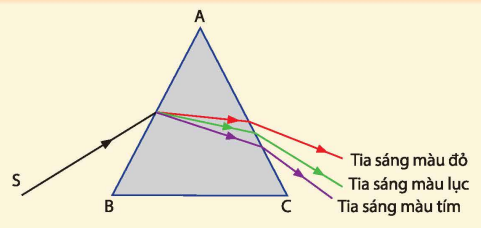 A
S
B
C
Tia sáng màu đỏ
Tia sáng màu lục
Tia sáng màu tím